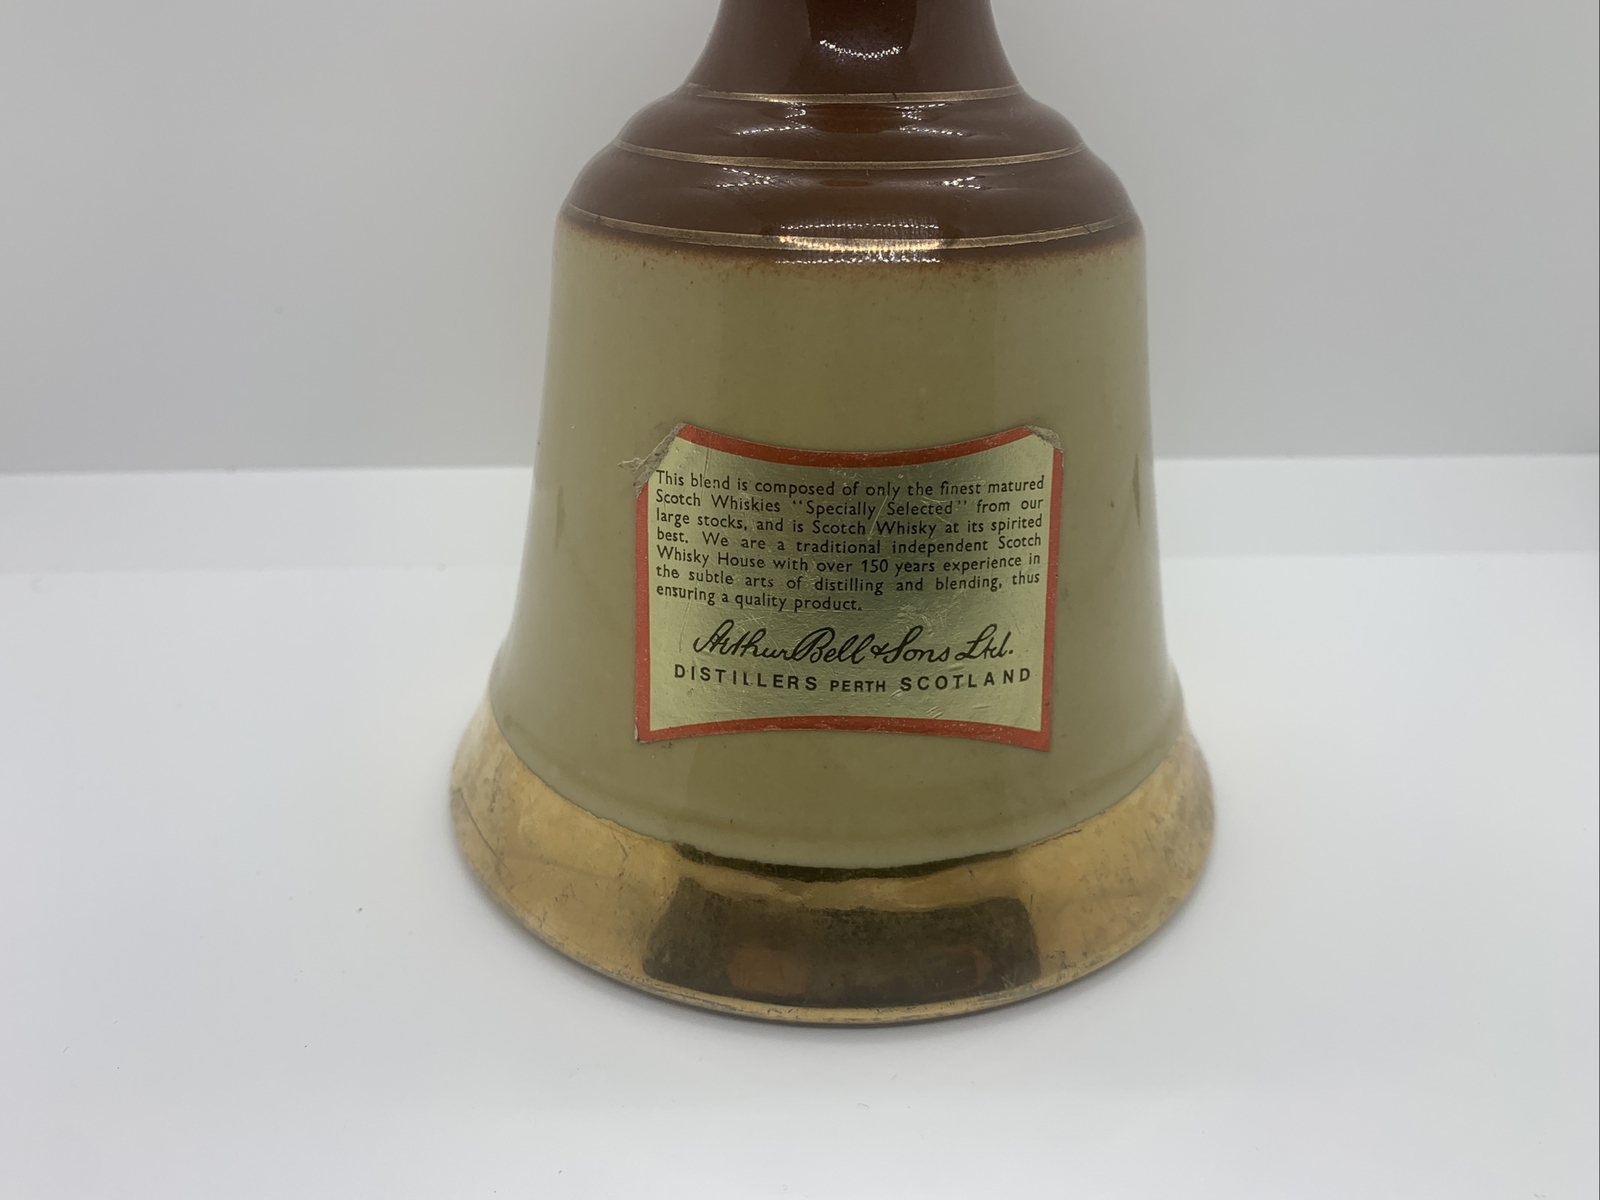 This blend is composed of only the finest matured
Scotch Whiskies "Specially Selected" from our
large stocks, and is Scotch Whisky at its spirited
best. We are a traditional independent Scotch
Whisky House with over 150 years experience in
the subtle arts of distilling and blending, thus
ensuring a quality product.
Arthur Bell & Sons Ltd.
DISTILLERS PERTH SCOTLAND